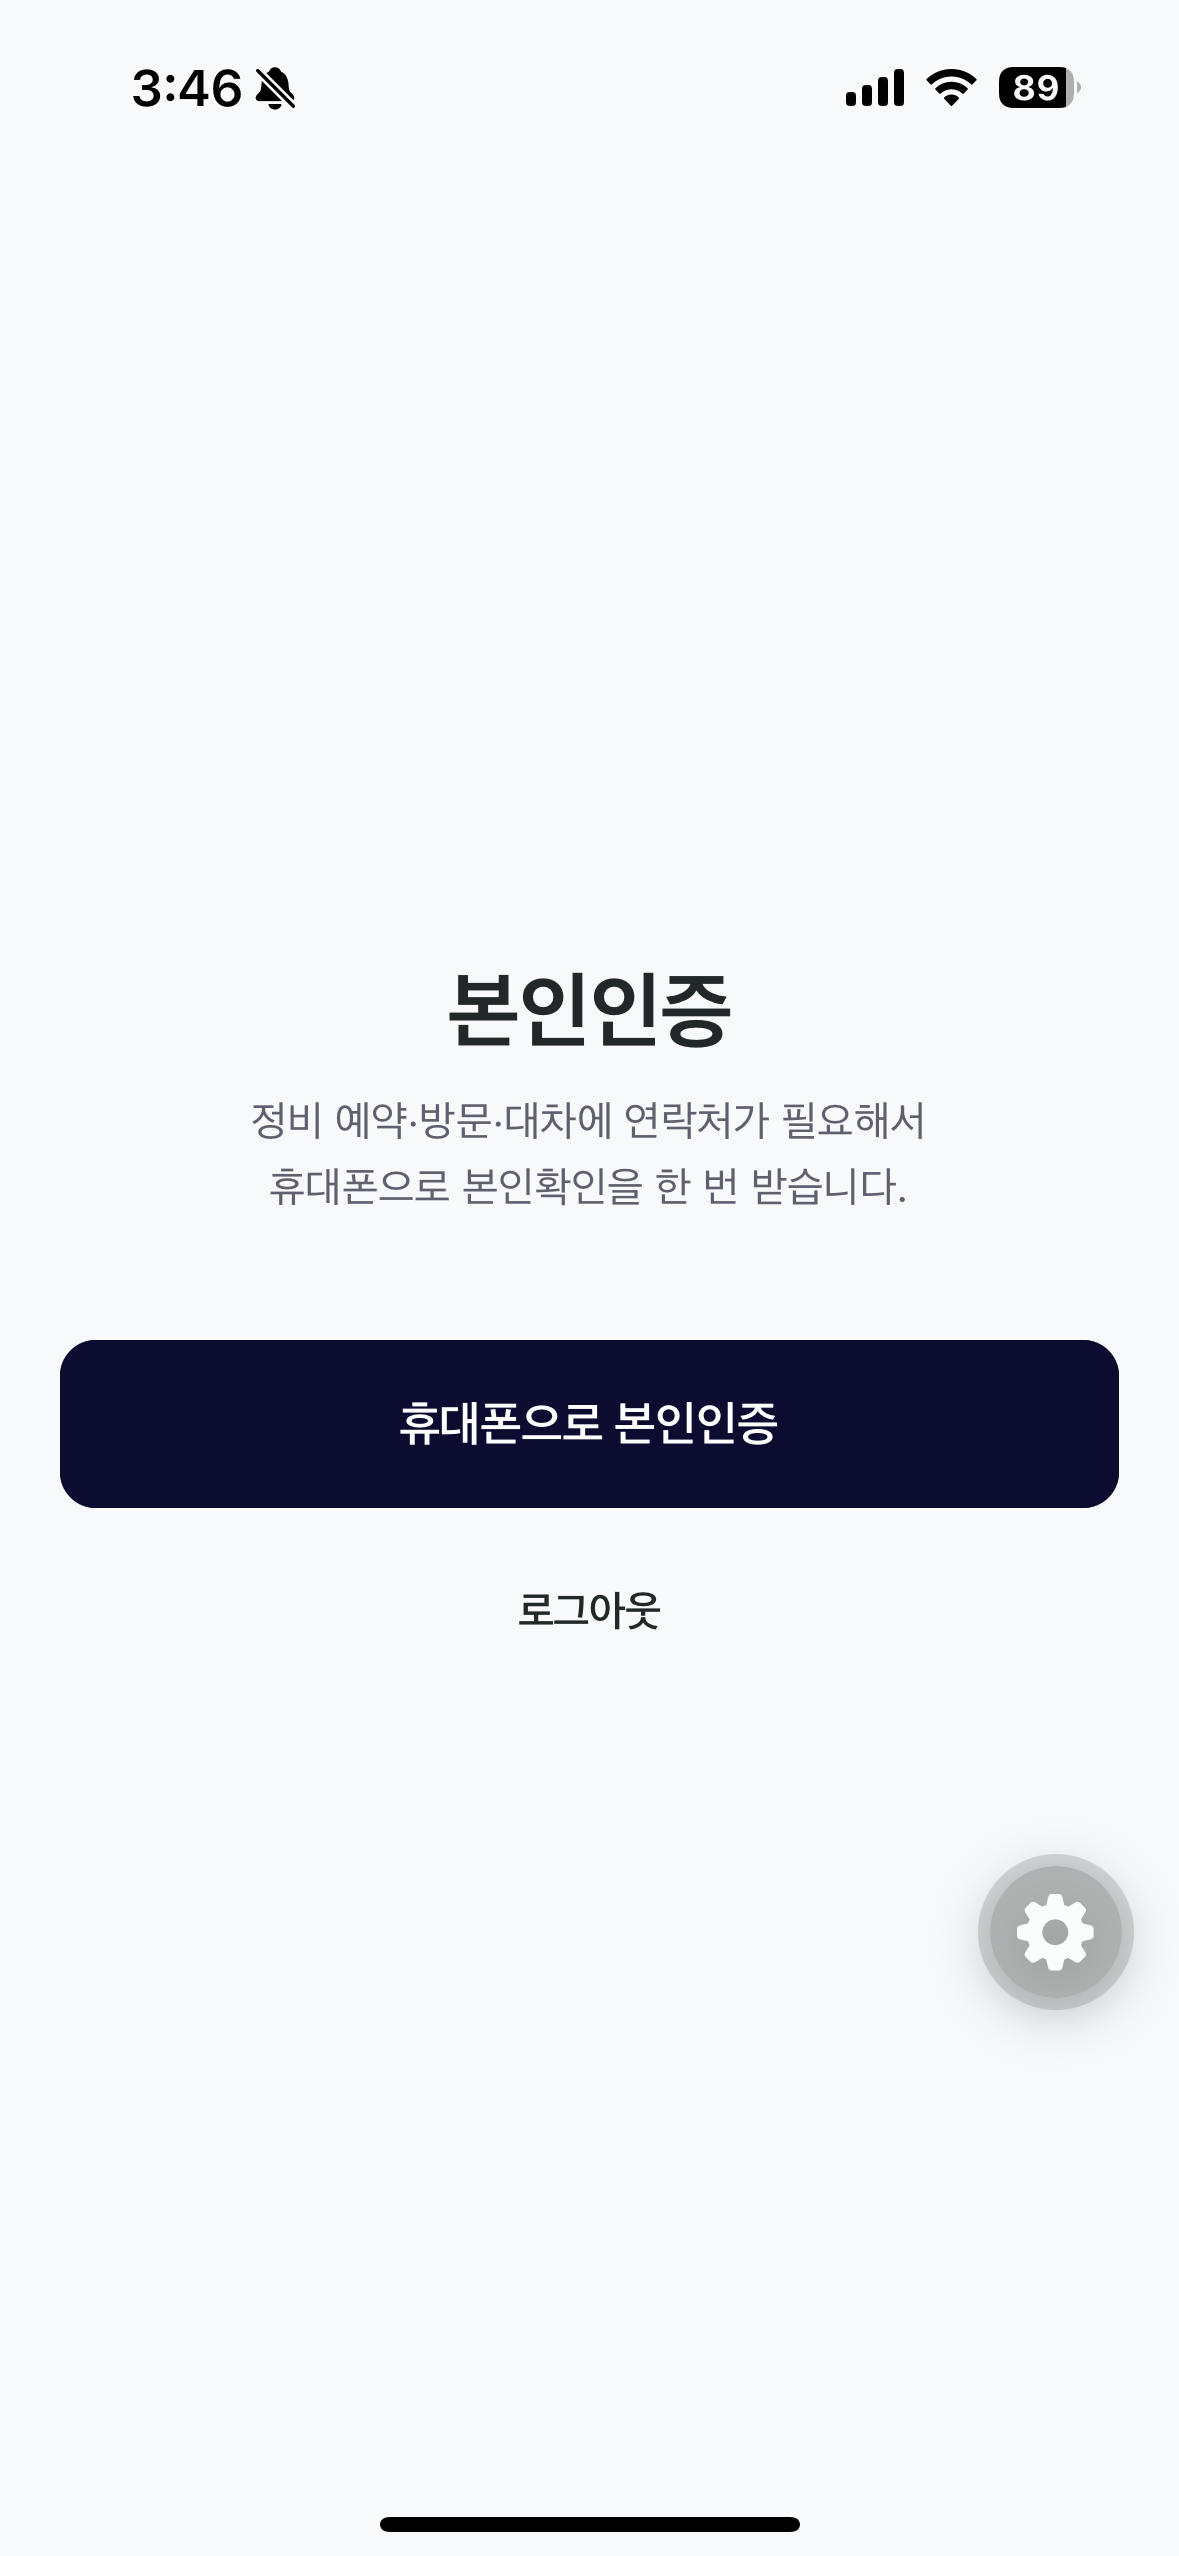 3:46
89
본인인증
정비 예약·방문·대차에 연락처가 필요해서
휴대폰으로 본인확인을 한 번 받습니다.
휴대폰으로 본인인증
로그아웃